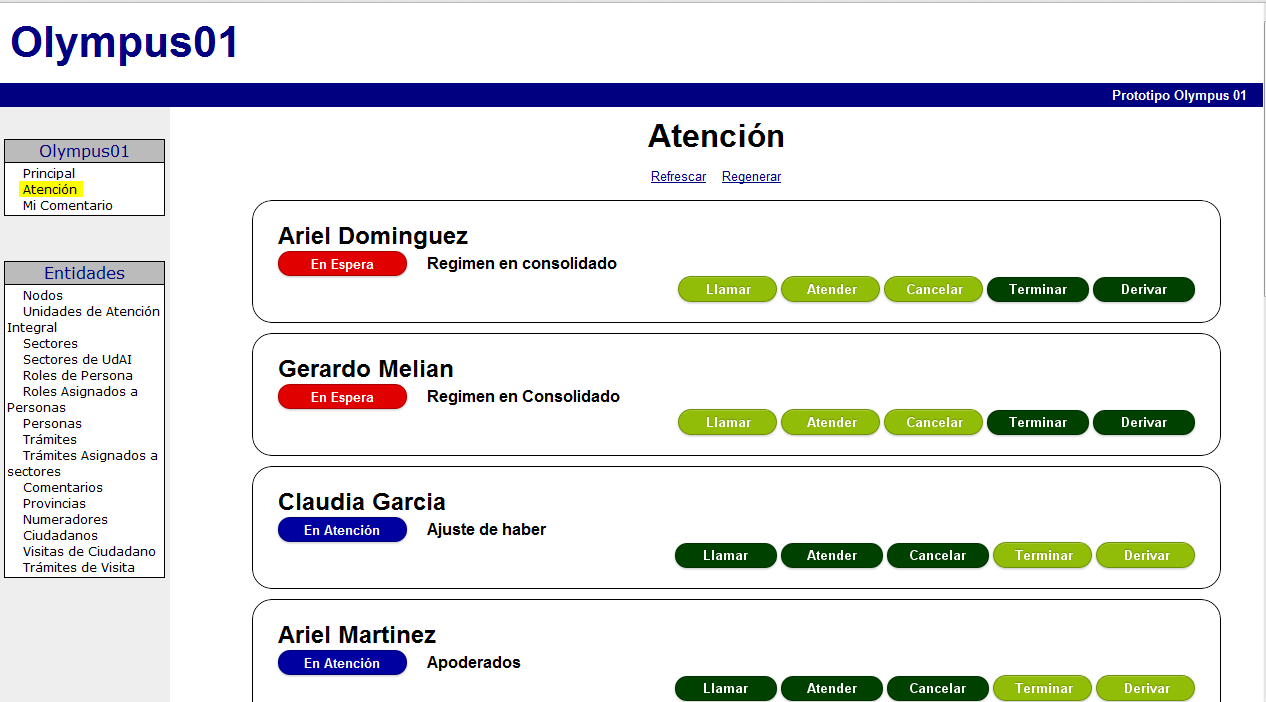 Olympus01
Prototipo Olympus 01
Olympus01
Principal
Atención
Mi Comentario
Entidades
Nodos
Unidades de Atención
Integral
Sectores
Sectores de UdAI
Roles de Persona
Roles Asignados a
Personas
Personas
Trámites
Trámites Asignados a
sectores
Comentarios
Provincias
Numeradores
Ciudadanos
Visitas de Ciudadano
Trámites de Visita
Atención
Refrescar Regenerar
Ariel Dominguez
En Espera Regimen en consolidado
Llamar Atender Cancelar Terminar Derivar
Gerardo Melian
En Espera Regimen en Consolidado
Llamar Atender Cancelar Terminar Derivar
Claudia Garcia
En Atención Ajuste de haber
Llamar Atender Cancelar Terminar Derivar
Ariel Martinez
En Atención Apoderados
Llamar Atender Cancelar Terminar Derivar